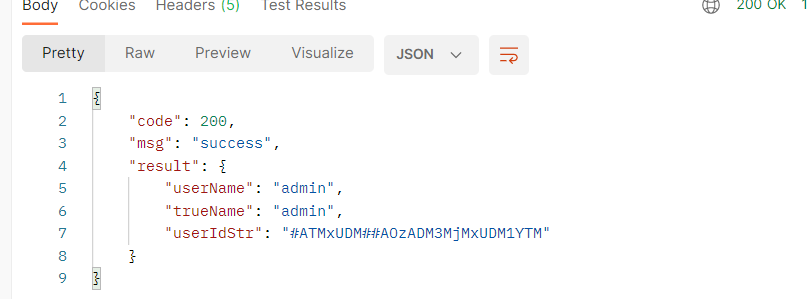 Body Cookies Headers (5) Test Results 200 OK
Pretty Raw Preview Visualize JSON
1 {
2 "code": 200,
3 "msg": "success",
4 "result": {
5 "userName": "admin",
6 "trueName": "admin",
7 "userIdStr": "#ATMxUDM##AOzADM3MjMxUDM1YTM"
8 }
9 }